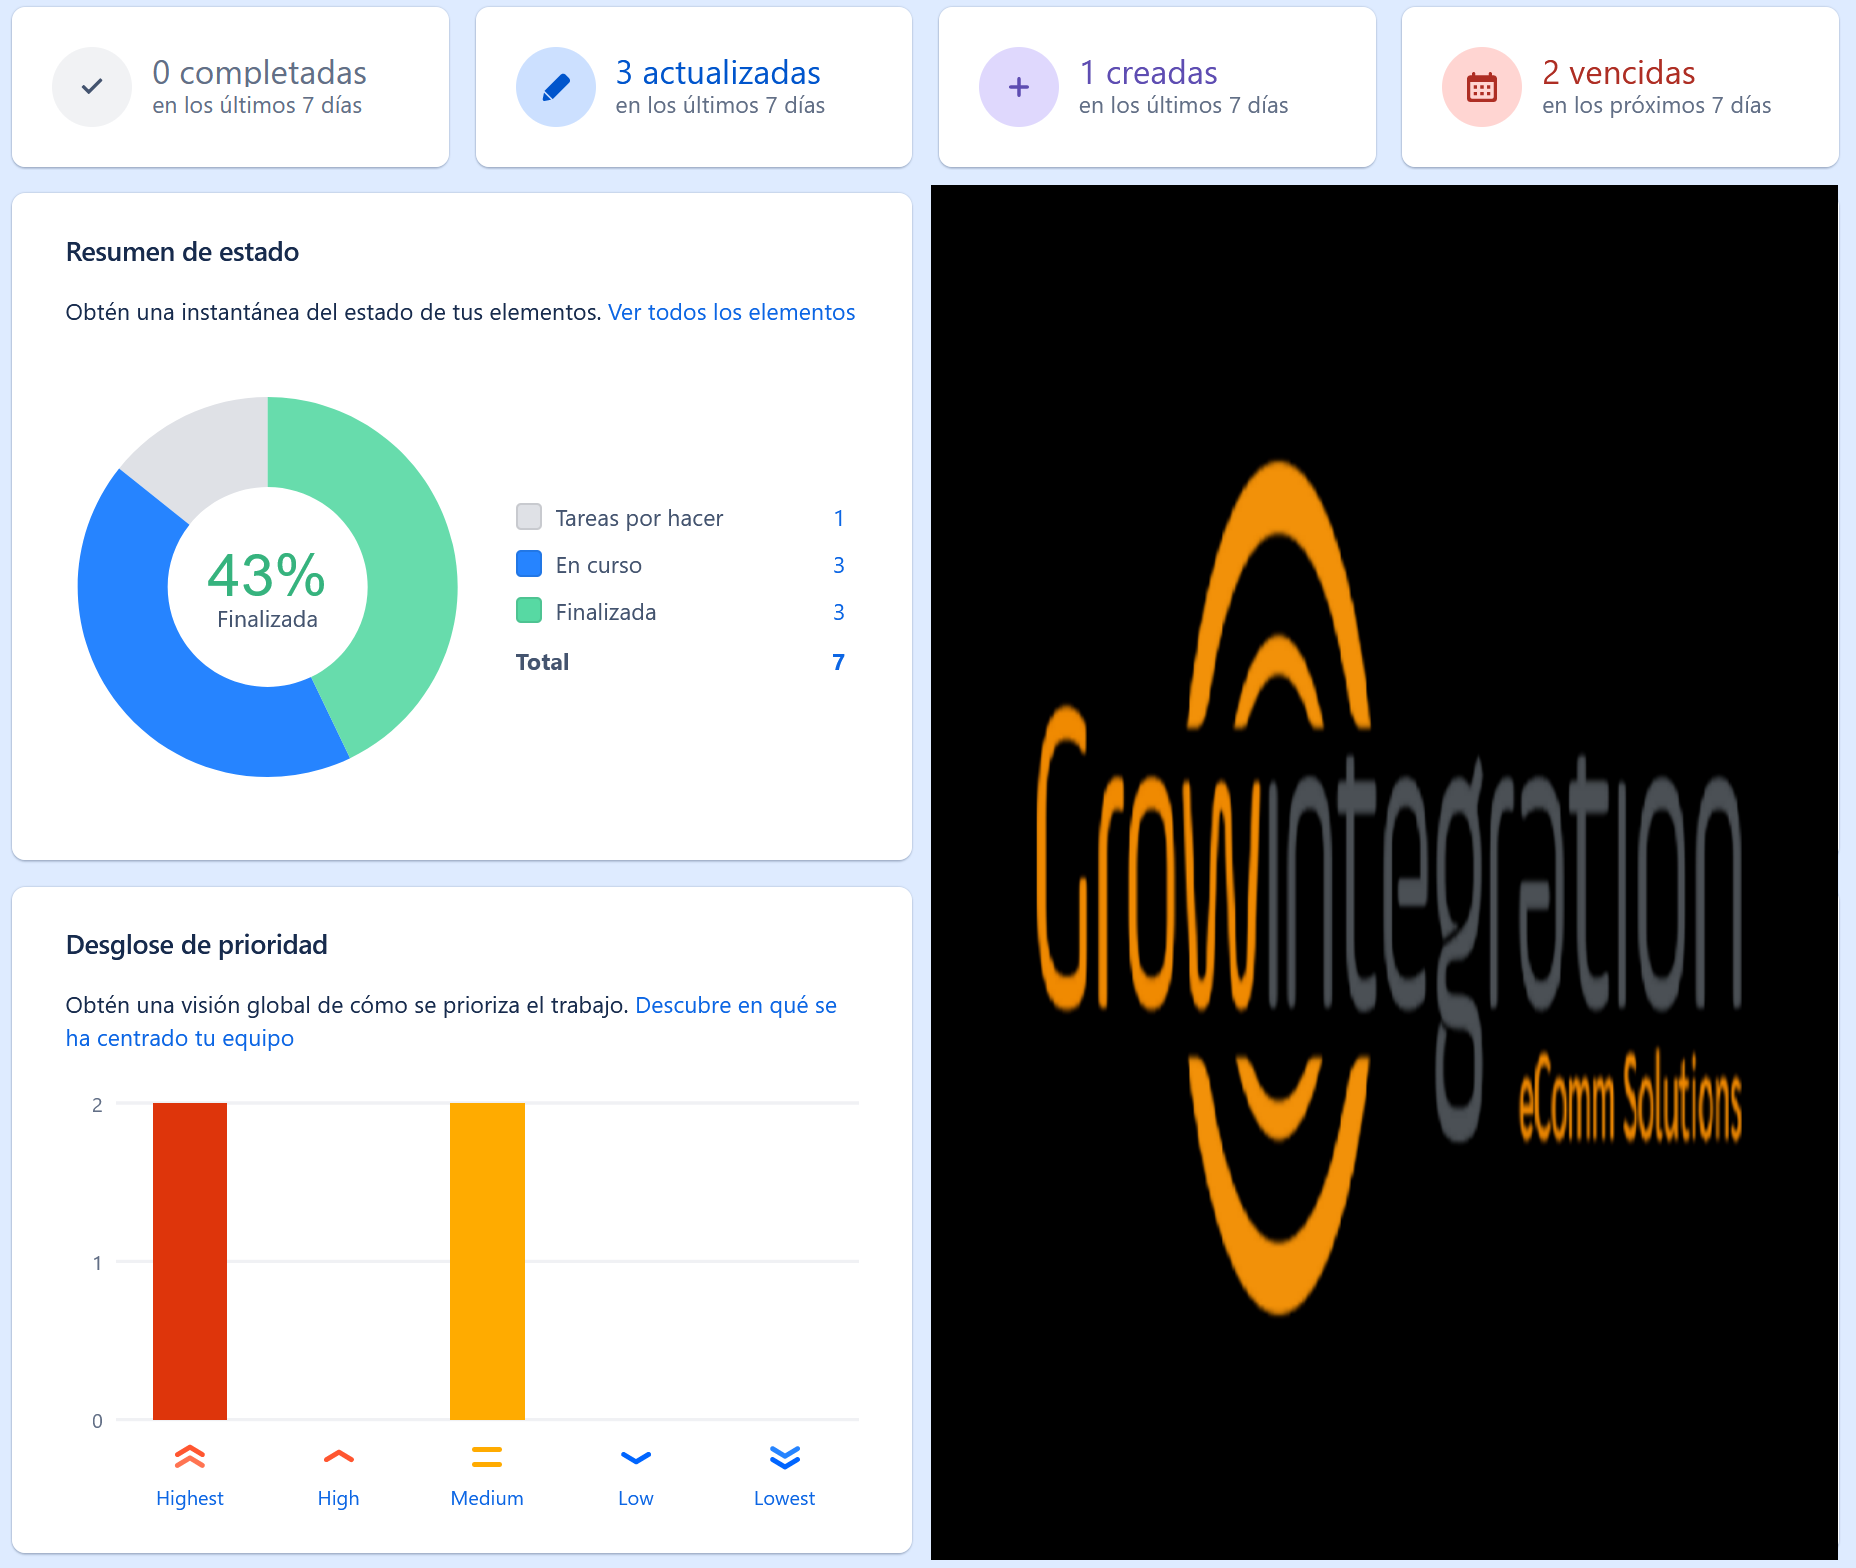 0 completadas
en los últimos 7 días
3 actualizadas
en los últimos 7 días
1 creadas
en los últimos 7 días
2 vencidas
en los próximos 7 días
Resumen de estado
Obtén una instantánea del estado de tus elementos. Ver todos los elementos
43%
Finalizada
Tareas por hacer 1
En curso 3
Finalizada 3
Total 7
Desglose de prioridad
Obtén una visión global de cómo se prioriza el trabajo. Descubre en qué se
ha centrado tu equipo
2
1
0
Highest High Medium Low Lowest
Growintegration
eComm Solutions